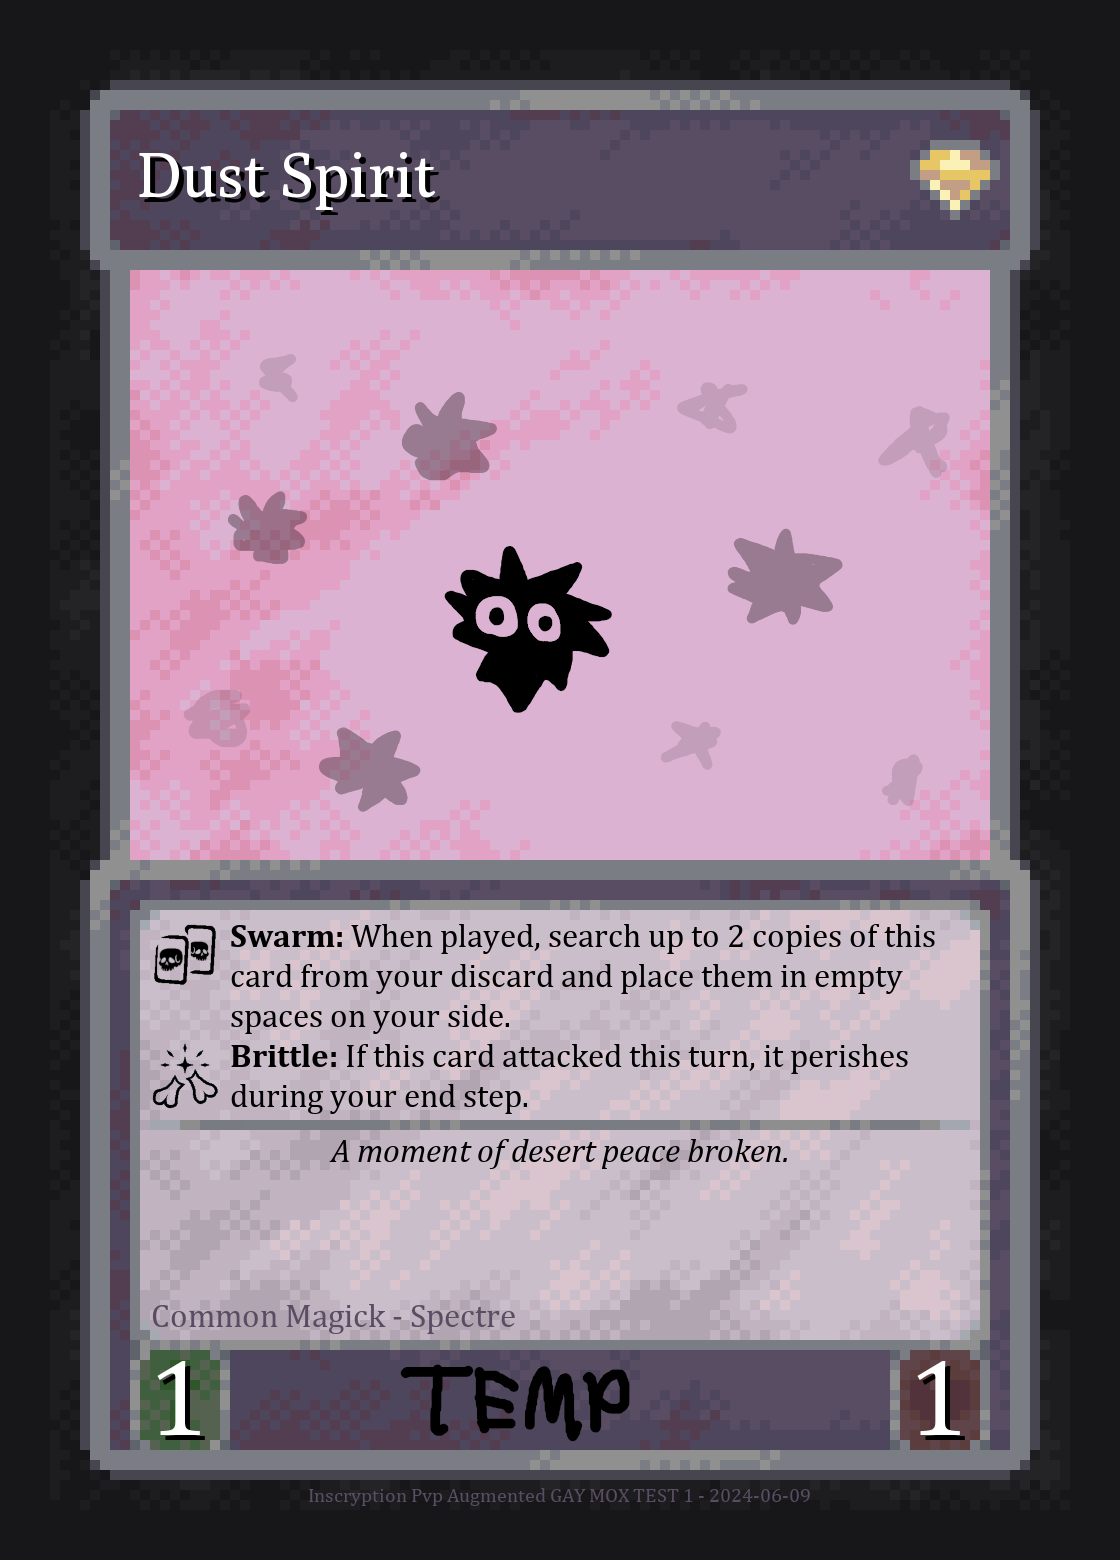 Dust Spirit
Swarm: When played, search up to 2 copies of this
card from your discard and place them in empty
spaces on your side.
Brittle: If this card attacked this turn, it perishes
during your end step.
A moment of desert peace broken.
Common Magick - Spectre
1 TEMP 1
Inscryption Pvp Augmented GAY MOX TEST 1 - 2024-06-09